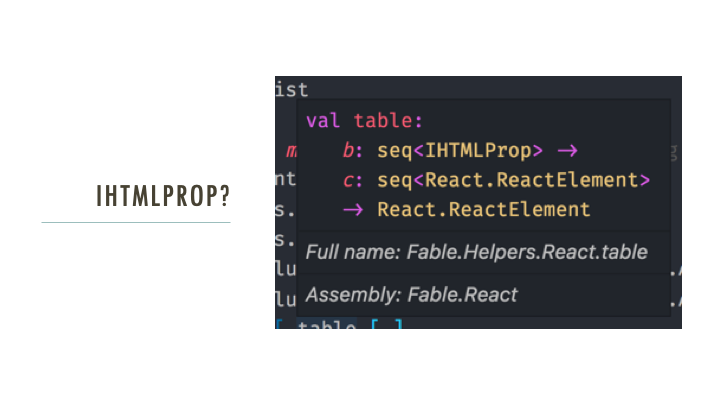 IHTMLPROP?
ist
val table:
m b: seq<IHTMLProp> ->
nt c: seq<React.ReactElement>
s. -> React.ReactElement
s.
Full name: Fable.Helpers.React.table
lu
lu Assembly: Fable.React
[ table [ ]